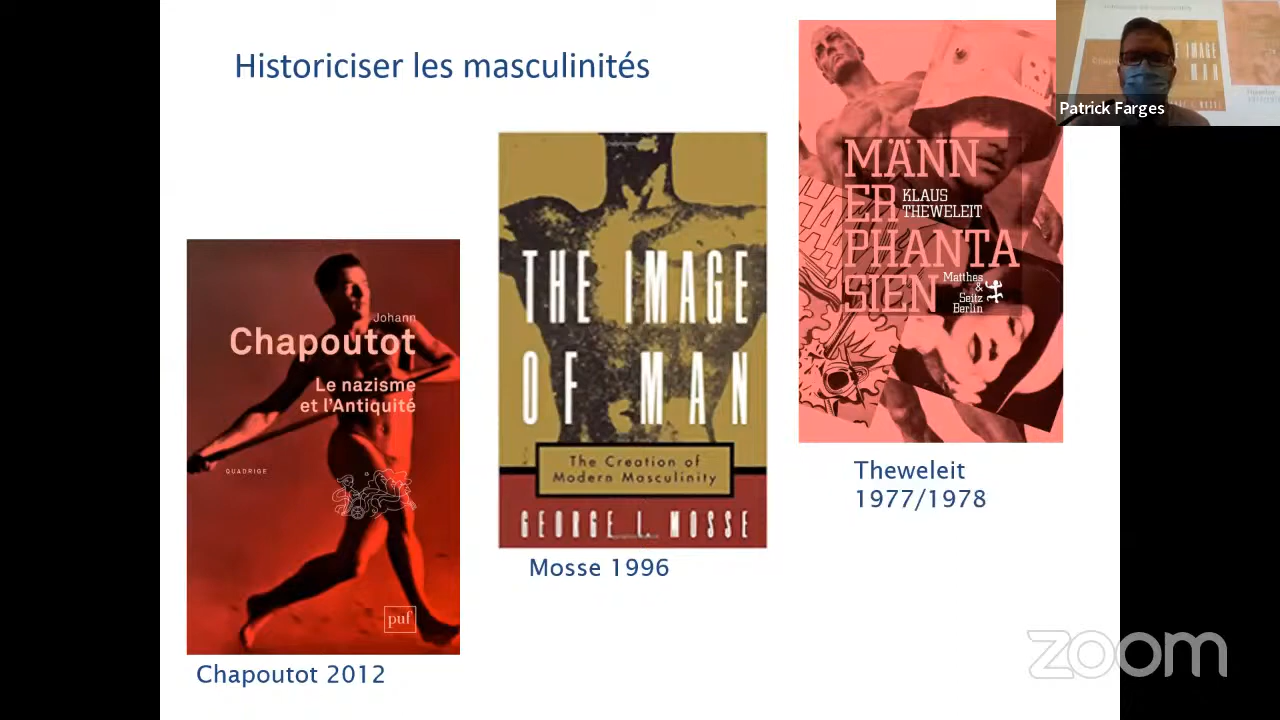 Historiciser les masculinités
Johann
Chapoutot
Le nazisme
et l'Antiquité
QUADRIGE
puf
Chapoutot 2012
THE IMAGE
OF MAN
The Creation of
Modern Masculinity
GEORGE L. MOSSE
Mosse 1996
MÄNN
ER
KLAUS
THEWELEIT
PHANTA
SIEN
Matthes
&
Seitz
Berlin
Theweleit
1977/1978
IMAGE
MAN
Patrick Farges
zoom